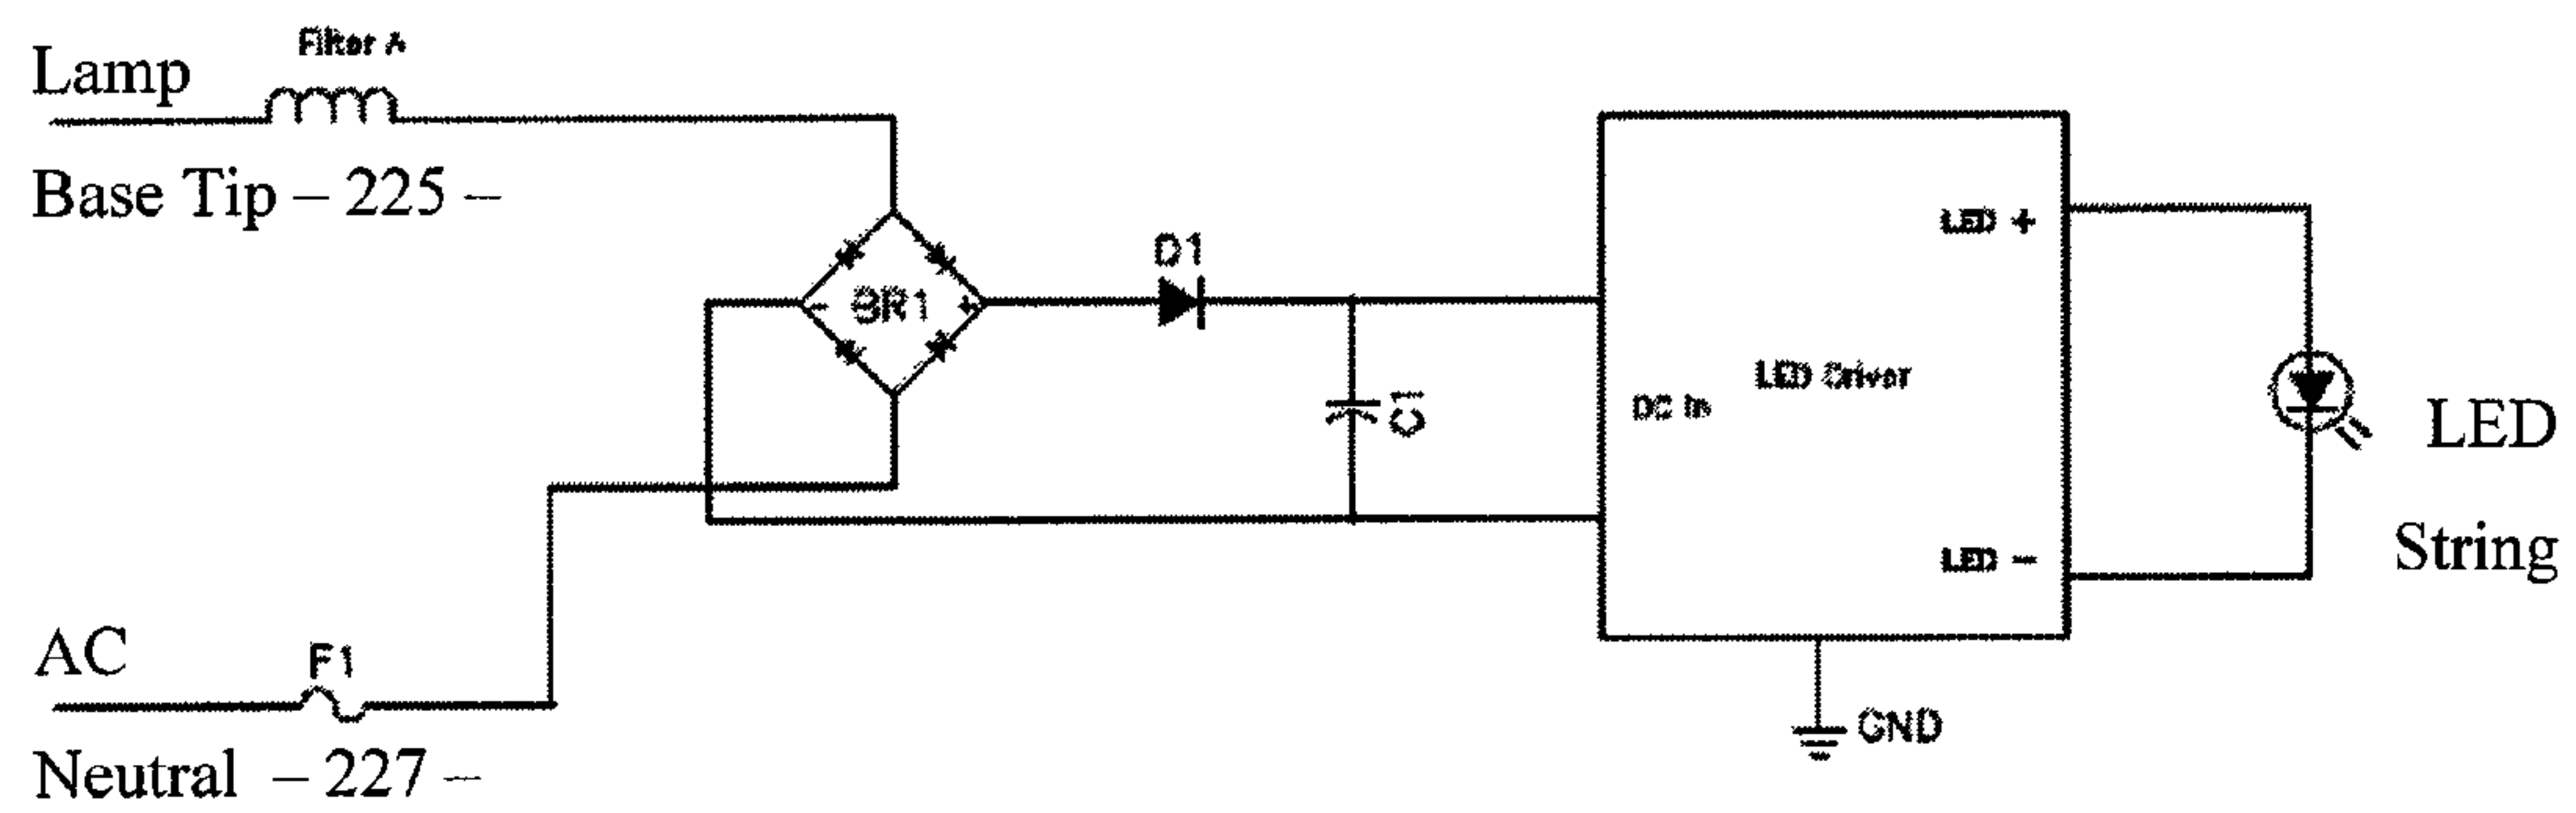 Lamp
Filter A
Base Tip – 225 –
BR1
- +
D1
C1
LED +
LED Driver
DC In
LED -
GND
LED
String
AC
F1
Neutral – 227 –